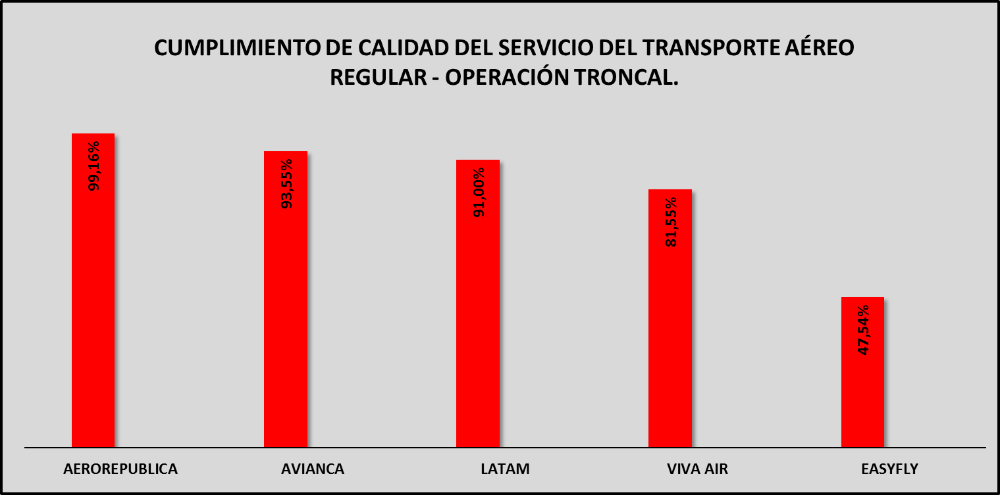 CUMPLIMIENTO DE CALIDAD DEL SERVICIO DEL TRANSPORTE AÉREO
REGULAR - OPERACIÓN TRONCAL.
99,16%
93,55%
91,00%
81,55%
47,54%
AEROREPUBLICA
AVIANCA
LATAM
VIVA AIR
EASYFLY